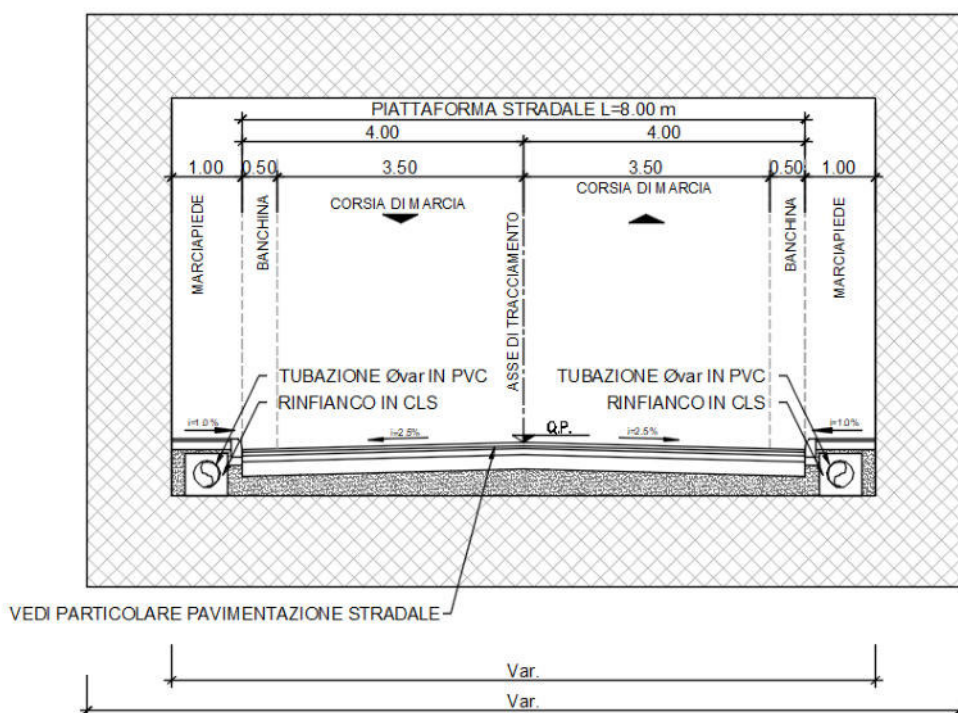 PIATTAFORMA STRADALE L=8.00 m
4.00 4.00
1.00 0.50 3.50 3.50 0.50 1.00
CORSIA DI MARCIA
CORSIA DI MARCIA
MARCIAPIEDE
BANCHINA
ASSE DI TRACCIAMENTO
BANCHINA
MARCIAPIEDE
TUBAZIONE Øvar IN PVC
RINFIANCO IN CLS
TUBAZIONE Øvar IN PVC
RINFIANCO IN CLS
i=1.0%
i=2.5%
Q.P.
i=2.5%
i=1.0%
VEDI PARTICOLARE PAVIMENTAZIONE STRADALE
Var.
Var.